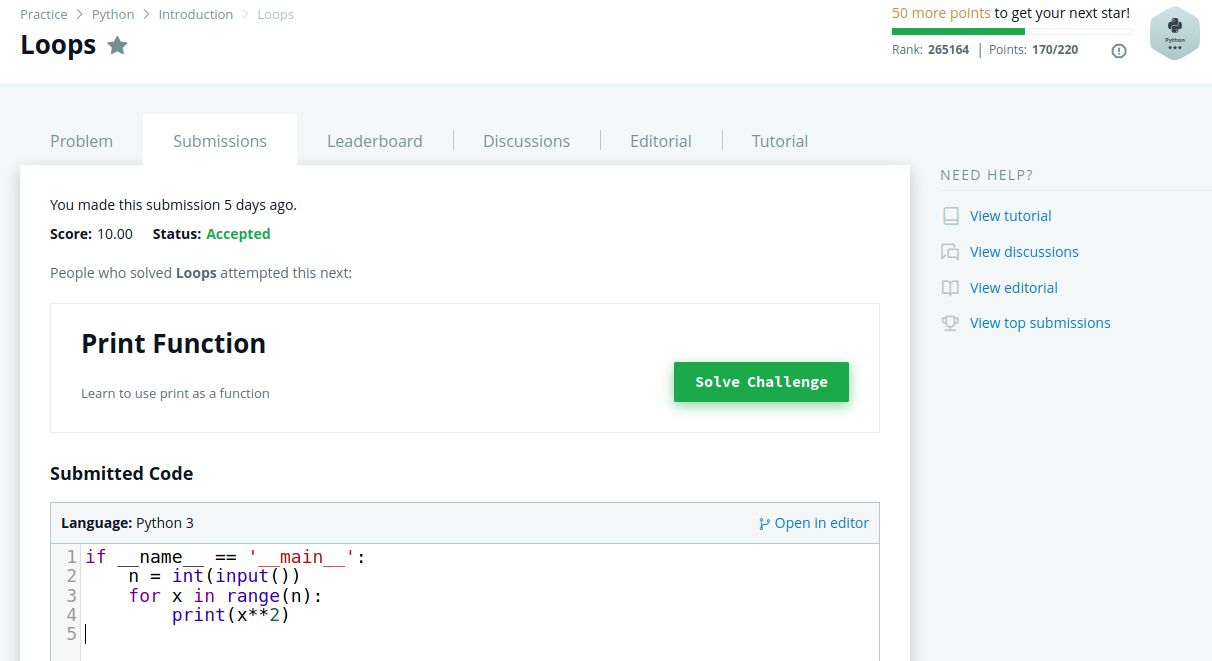 Practice > Python > Introduction > Loops
Loops
50 more points to get your next star!
Rank: 265164 | Points: 170/220
Python
Problem Submissions Leaderboard Discussions Editorial Tutorial
You made this submission 5 days ago.
Score: 10.00 Status: Accepted
People who solved Loops attempted this next:
Print Function
Learn to use print as a function
Solve Challenge
Submitted Code
Language: Python 3
Open in editor
1 if __name__ == '__main__':
2     n = int(input())
3     for x in range(n):
4         print(x**2)
5
NEED HELP?
View tutorial
View discussions
View editorial
View top submissions